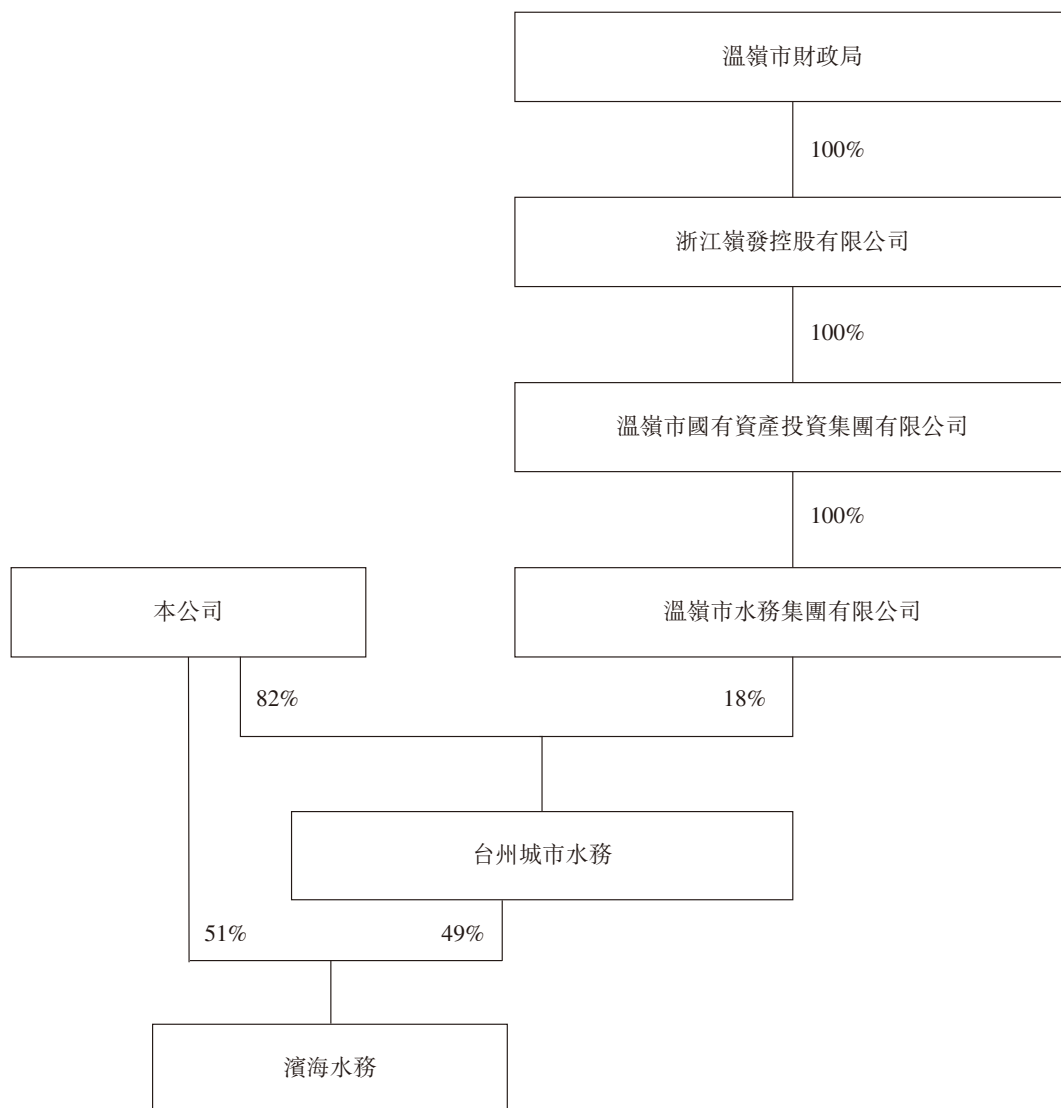 溫嶺市財政局
100%
浙江嶺發控股有限公司
100%
溫嶺市國有資產投資集團有限公司
100%
本公司
溫嶺市水務集團有限公司
82%
18%
台州城市水務
51%
49%
濱海水務